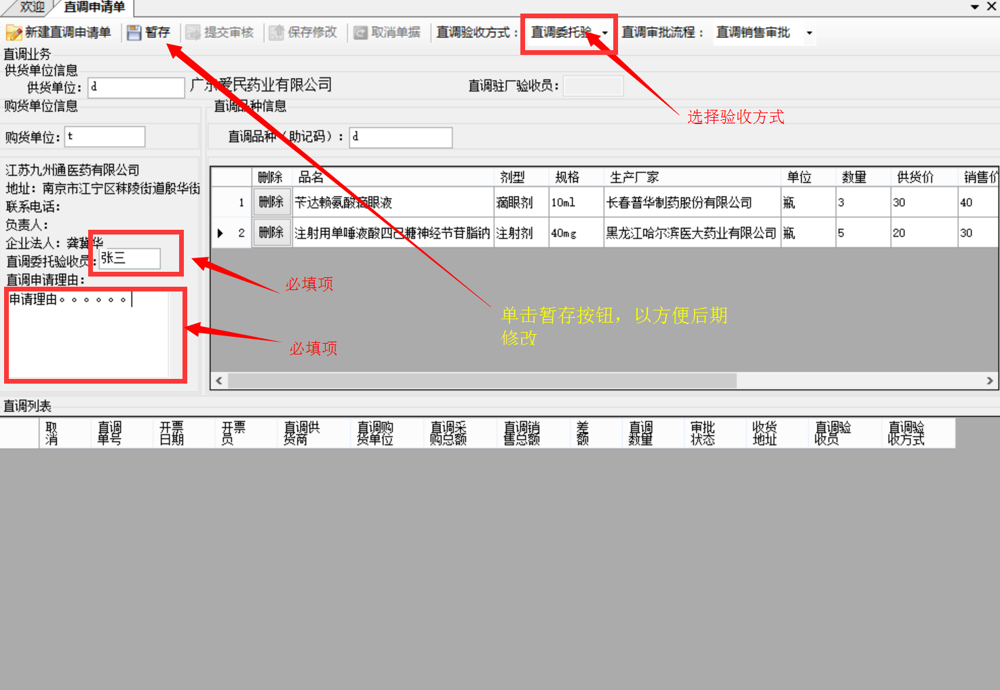 欢迎 直调申请单
新建直调申请单 暂存 提交审核 保存修改 取消单据 直调验收方式： 直调委托验 直调审批流程： 直调销售审批
直调业务
供货单位信息
供货单位： d 广东爱民药业有限公司 直调驻厂验收员：
购货单位信息 直调品种信息
选择验收方式
购货单位： t 直调品种（助记码）： d
江苏九州通医药有限公司
地址：南京市江宁区秣陵街道殷华街
联系电话：
负责人：
企业法人：龚冀华
直调委托验收员： 张三
直调申请理由：
申请理由。。。。。。
删除 品名 剂型 规格 生产厂家 单位 数量 供货价 销售价
1 删除 苄达赖氨酸滴眼液 滴眼剂 10ml 长春普华制药股份有限公司 瓶 3 30 40
2 删除 注射用单唾液酸四己糖神经节苷脂钠 注射剂 40mg 黑龙江哈尔滨医大药业有限公司 瓶 5 20 30
必填项
必填项
单击暂存按钮，以方便后期
修改
直调列表
取消 直调单号 开票日期 开票员 直调供货商 直调购货单位 直调采购总额 直调销售总额 差额 直调数量 审批状态 收货地址 直调验收员 直调验收方式